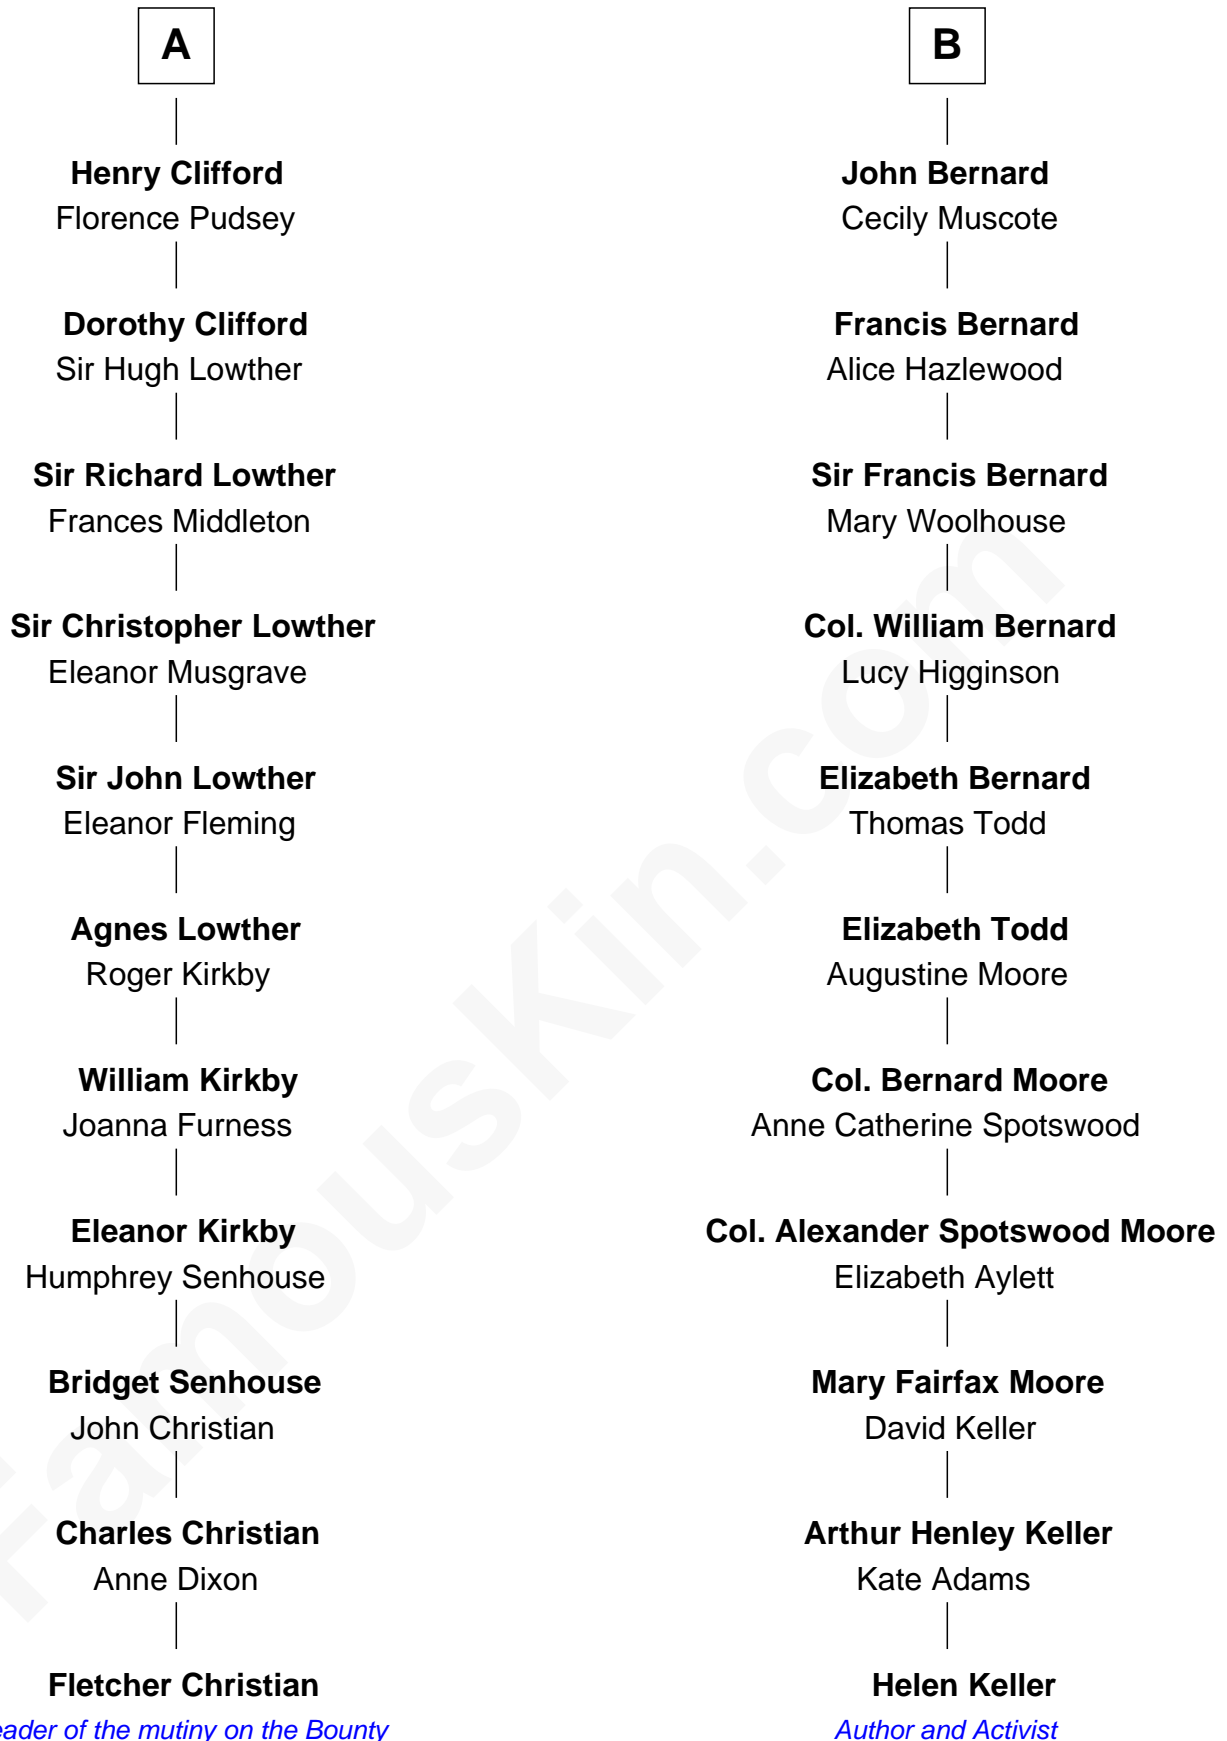 A
Henry Clifford
Florence Pudsey
Dorothy Clifford
Sir Hugh Lowther
Sir Richard Lowther
Frances Middleton
Sir Christopher Lowther
Eleanor Musgrave
Sir John Lowther
Eleanor Fleming
Agnes Lowther
Roger Kirkby
William Kirkby
Joanna Furness
Eleanor Kirkby
Humphrey Senhouse
Bridget Senhouse
John Christian
Charles Christian
Anne Dixon
Fletcher Christian
eader of the mutiny on the Bounty
B
John Bernard
Cecily Muscote
Francis Bernard
Alice Hazlewood
Sir Francis Bernard
Mary Woolhouse
Col. William Bernard
Lucy Higginson
Elizabeth Bernard
Thomas Todd
Elizabeth Todd
Augustine Moore
Col. Bernard Moore
Anne Catherine Spotswood
Col. Alexander Spotswood Moore
Elizabeth Aylett
Mary Fairfax Moore
David Keller
Arthur Henley Keller
Kate Adams
Helen Keller
Author and Activist
FamousKin.com